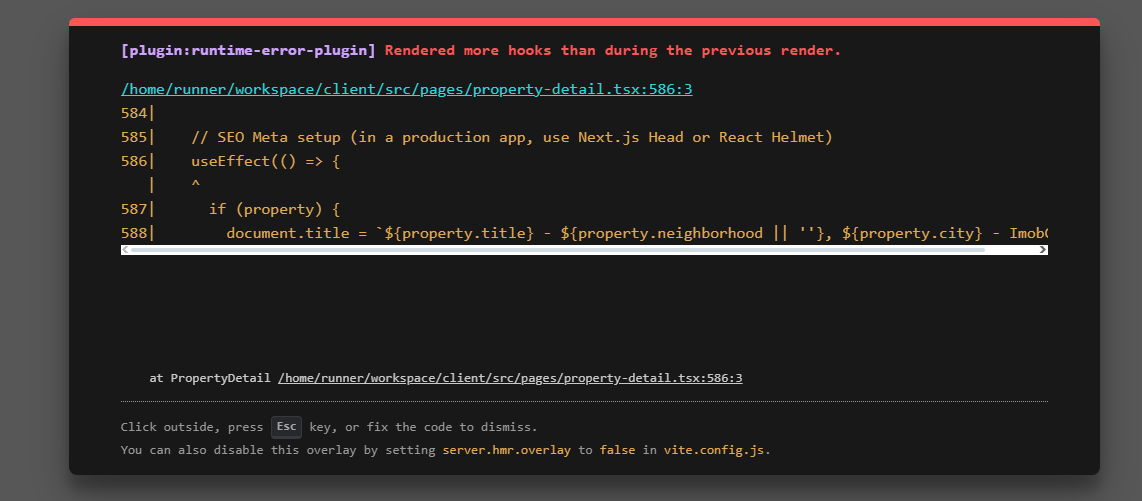 [plugin:runtime-error-plugin] Rendered more hooks than during the previous render.
/home/runner/workspace/client/src/pages/property-detail.tsx:586:3
584|
585|    // SEO Meta setup (in a production app, use Next.js Head or React Helmet)
586|    useEffect(() => {
   |    ^
587|      if (property) {
588|        document.title = `${property.title} - ${property.neighborhood || ''}, ${property.city} - Imob
at PropertyDetail /home/runner/workspace/client/src/pages/property-detail.tsx:586:3
Click outside, press Esc key, or fix the code to dismiss.
You can also disable this overlay by setting server.hmr.overlay to false in vite.config.js.